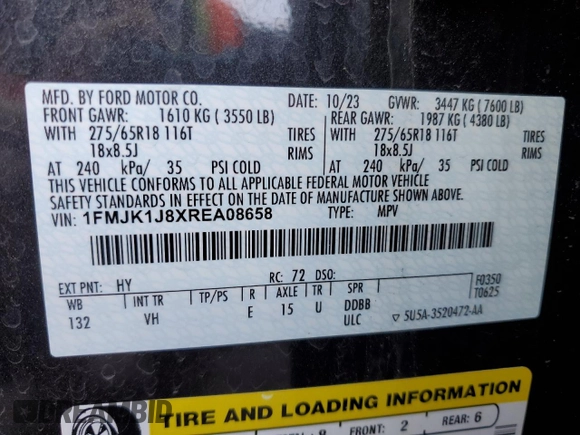 MFD. BY FORD MOTOR CO. DATE: 10/23 GVWR: 3447 KG ( 7600 LB)
FRONT GAWR: 1610 KG ( 3550 LB) REAR GAWR: 1987 KG ( 4380 LB)
WITH 275/65R18 116T TIRES 275/65R18 116T TIRES
18x8.5J RIMS 18x8.5J RIMS
AT 240 kPa/ 35 PSI COLD AT 240 kPa/ 35 PSI COLD
THIS VEHICLE CONFORMS TO ALL APPLICABLE FEDERAL MOTOR VEHICLE
SAFETY STANDARDS IN EFFECT ON THE DATE OF MANUFACTURE SHOWN ABOVE.
VIN: 1FMJK1J8XREA08658 TYPE: MPV
EXT PNT: HY RC: 72 DSO: F0350
T0625
WB INT TR TP/PS R AXLE TR SPR
132 VH E 15 U DDBB
ULC ▽ 5U5A-3520472-AA
TIRE AND LOADING INFORMATION
FRONT: 2 REAR: 6
DREAMBID